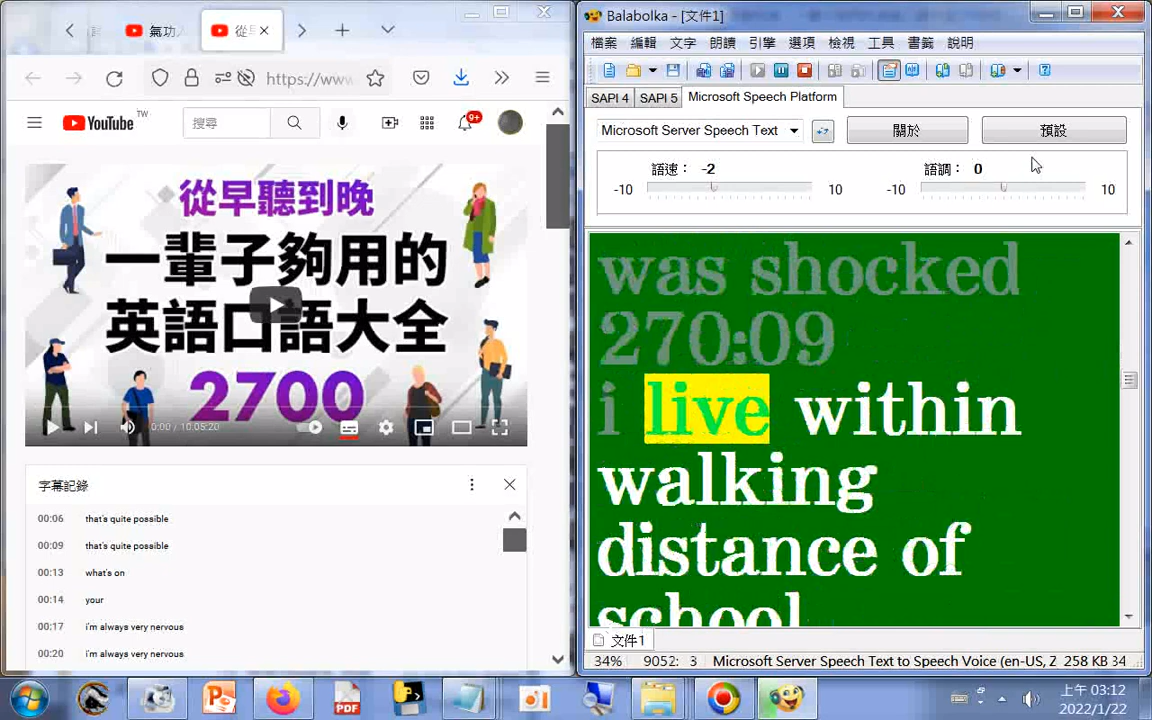 氣功
從
https://www
YouTube TW
搜尋
9+
從早聽到晚
一輩子夠用的
英語口語大全
2700
0:00 / 10:05:20
字幕記錄
00:06 that's quite possible
00:09 that's quite possible
00:13 what's on
00:14 your
00:17 i'm always very nervous
00:20 i'm always very nervous
Balabolka - [文件1]
檔案 編輯 文字 朗讀 引擎 選項 檢視 工具 書籤 說明
SAPI 4 SAPI 5 Microsoft Speech Platform
Microsoft Server Speech Text 關於 預設
語速： -2 語調： 0
-10 10 -10 10
was shocked
270:09
i live within
walking
distance of
school
文件1
34% 9052: 3 Microsoft Server Speech Text to Speech Voice (en-US, Z 258 KB 34
PDF
上午 03:12
2022/1/22